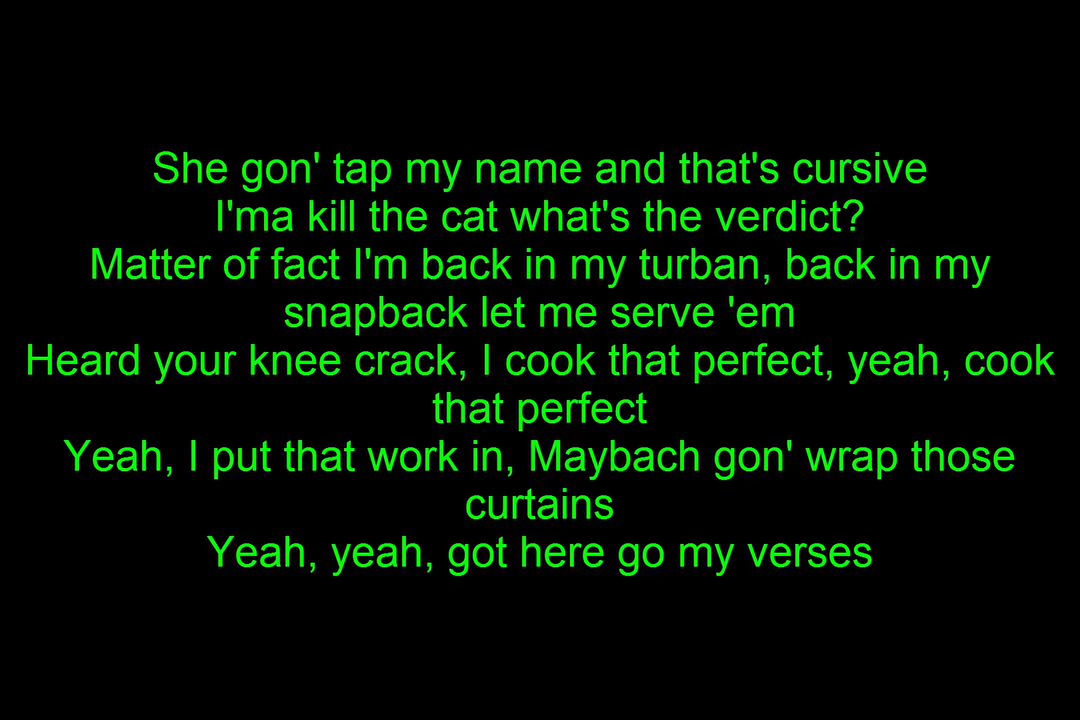 She gon' tap my name and that's cursive
I'ma kill the cat what's the verdict?
Matter of fact I'm back in my turban, back in my
snapback let me serve 'em
Heard your knee crack, I cook that perfect, yeah, cook
that perfect
Yeah, I put that work in, Maybach gon' wrap those
curtains
Yeah, yeah, got here go my verses